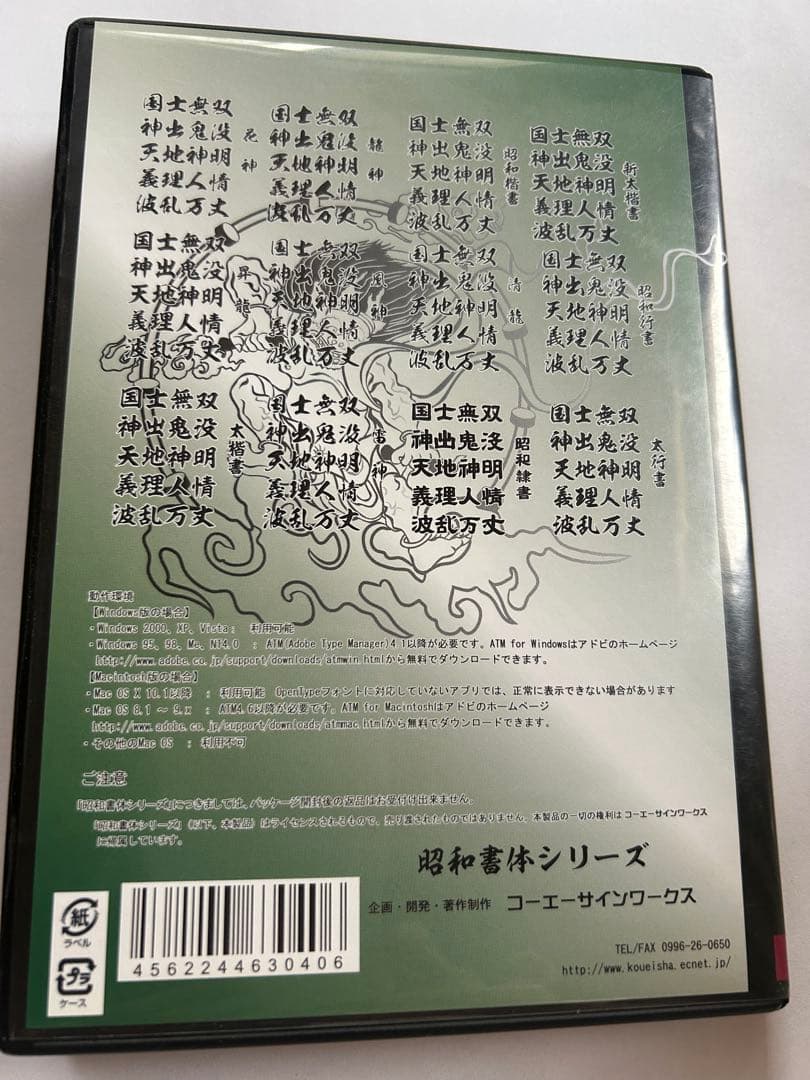 国士無双
神出鬼没
天地神明
義理人情
波乱万丈
花神
国士無双
神出鬼没
天地神明
義理人情
波乱万丈
龍神
国士無双
神出鬼没
天地神明
義理人情
波乱万丈
昭和楷書
国士無双
神出鬼没
天地神明
義理人情
波乱万丈
新太楷書
国士無双
神出鬼没
天地神明
義理人情
波乱万丈
昇龍
国士無双
神出鬼没
天地神明
義理人情
波乱万丈
風神
国士無双
神出鬼没
天地神明
義理人情
波乱万丈
清龍
国士無双
神出鬼没
天地神明
義理人情
波乱万丈
昭和行書
国士無双
神出鬼没
天地神明
義理人情
波乱万丈
太楷書
国士無双
神出鬼没
天地神明
義理人情
波乱万丈
雷神
国士無双
神出鬼没
天地神明
義理人情
波乱万丈
昭和隷書
国士無双
神出鬼没
天地神明
義理人情
波乱万丈
太行書
動作環境
【Windows版の場合】
・Windows 2000、XP、Vista : 利用可能
・Windows 95、98、Me、NT4.0 : ATM(Adobe Type Manager)4.1以降が必要です。ATM for Windowsはアドビのホームページ
http://www.adobe.co.jp/support/downloads/atmwin.htmlから無料でダウンロードできます。
【Macintosh版の場合】
・Mac OS X 10.1以降 : 利用可能 OpenTypeフォントに対応していないアプリでは、正常に表示できない場合があります
・Mac OS 8.1 ～ 9.x : ATM4.6以降が必要です。ATM for Macintoshはアドビのホームページ
http://www.adobe.co.jp/support/downloads/atmmac.htmlから無料でダウンロードできます。
・その他のMac OS : 利用不可
ご注意
「昭和書体シリーズ」につきましては、パッケージ開封後の返品はお受付け出来ません。
「昭和書体シリーズ」（以下、本製品）はライセンスされるもので、売り渡されたものではありません。本製品の一切の権利はコーエーサインワークス
に帰属しています。
昭和書体シリーズ
企画・開発・著作制作 コーエーサインワークス
紙
ラベル
プラ
ケース
4562244630406
TEL/FAX 0996-26-0650
http://www.koueisha.ecnet.jp/